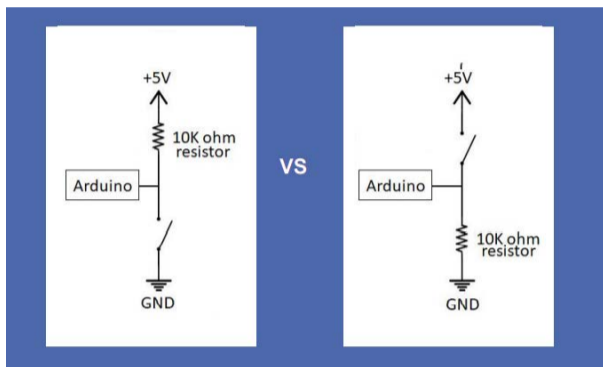 +5V
10K ohm
resistor
Arduino
GND
VS
+5V
Arduino
10K ohm
resistor
GND